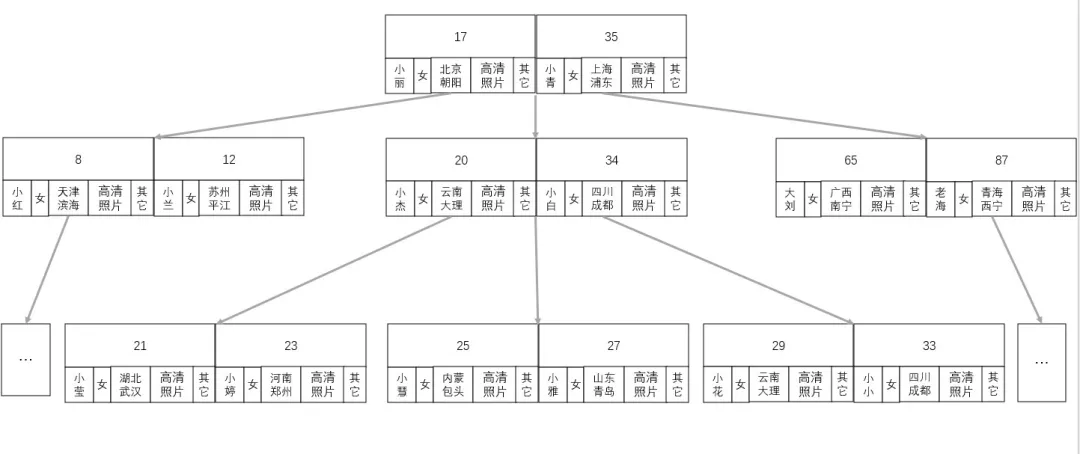 17 35
小丽 女 北京朝阳 高清照片 其它 小青 女 上海浦东 高清照片 其它
8 12 20 34 65 87
小红 女 天津滨海 高清照片 其它 小兰 女 苏州平江 高清照片 其它 小杰 女 云南大理 高清照片 其它 小白 女 四川成都 高清照片 其它 大刘 女 广西南宁 高清照片 其它 老海 女 青海西宁 高清照片 其它
... 21 23 25 27 29 33 ...
小莹 女 湖北武汉 高清照片 其它 小婷 女 河南郑州 高清照片 其它 小慧 女 内蒙包头 高清照片 其它 小雅 女 山东青岛 高清照片 其它 小花 女 云南大理 高清照片 其它 小小 女 四川成都 高清照片 其它